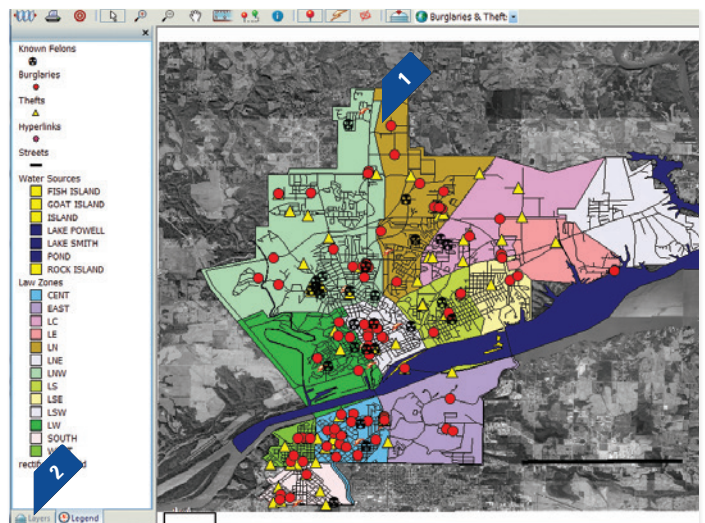 Burglaries & Theft:
Known Felons
Burglaries
Thefts
Hyperlinks
Streets
Water Sources
FISH ISLAND
GOAT ISLAND
ISLAND
LAKE POWELL
LAKE SMITH
POND
ROCK ISLAND
Law Zones
CENT
EAST
LC
LE
LN
LNE
LNW
LS
LSE
LSW
LW
SOUTH
Layers
Legend
1
2